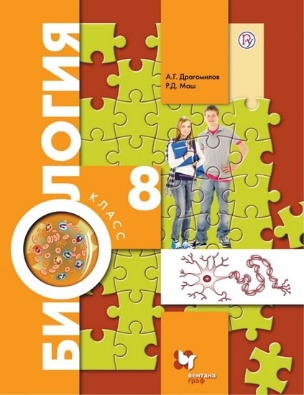 А.Г. Драгомилов
Р.Д. Маш
БИОЛОГИЯ
КЛАСС
8
вентана
граф